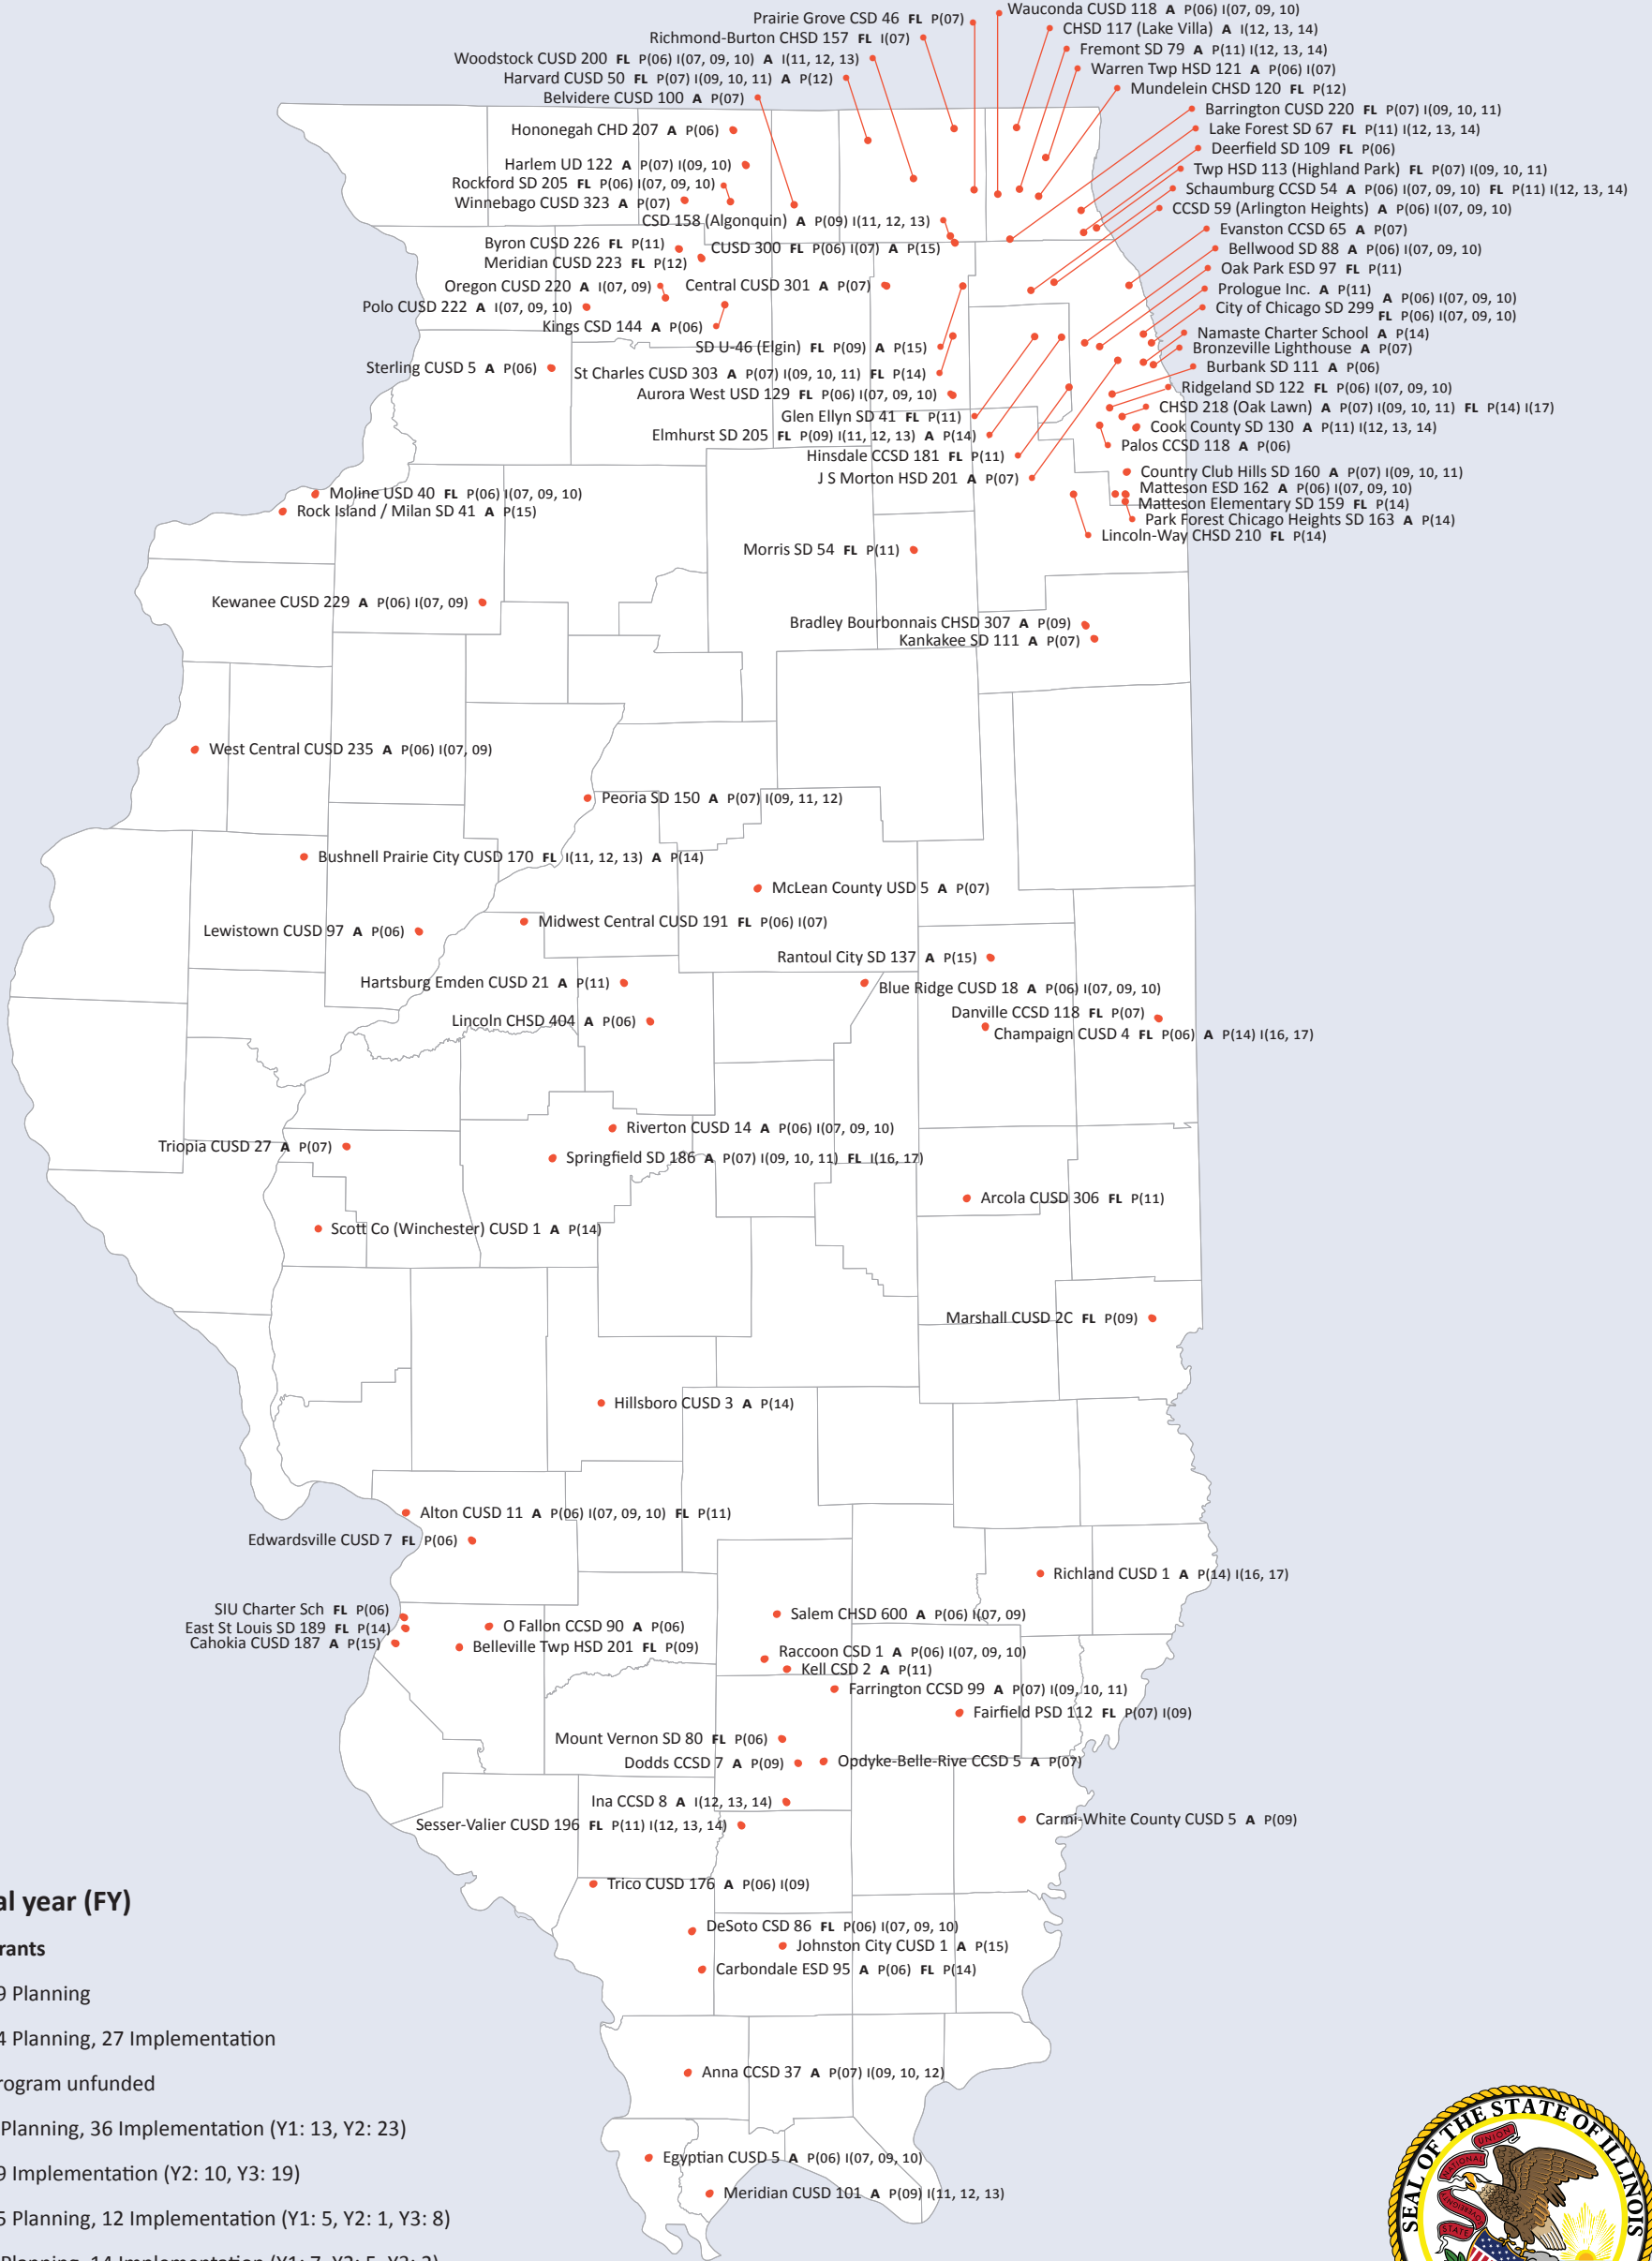 Wauconda CUSD 118 A P(06) I(07, 09, 10)
Prairie Grove CSD 46 FL P(07)
CHSD 117 (Lake Villa) A I(12, 13, 14)
Richmond-Burton CHSD 157 FL I(07)
Fremont SD 79 A P(11) I(12, 13, 14)
Woodstock CUSD 200 FL P(06) I(07, 09, 10) A I(11, 12, 13)
Warren Twp HSD 121 A P(06) I(07)
Harvard CUSD 50 FL P(07) I(09, 10, 11) A P(12)
Mundelein CHSD 120 FL P(12)
Belvidere CUSD 100 A P(07)
Barrington CUSD 220 FL P(07) I(09, 10, 11)
Hononegah CHD 207 A P(06)
Lake Forest SD 67 FL P(11) I(12, 13, 14)
Deerfield SD 109 FL P(06)
Harlem UD 122 A P(07) I(09, 10)
Twp HSD 113 (Highland Park) FL P(07) I(09, 10, 11)
Rockford SD 205 FL P(06) I(07, 09, 10)
Schaumburg CCSD 54 A P(06) I(07, 09, 10) FL P(11) I(12, 13, 14)
Winnebago CUSD 323 A P(07)
CCSD 59 (Arlington Heights) A P(06) I(07, 09, 10)
CSD 158 (Algonquin) A P(09) I(11, 12, 13)
Evanston CCSD 65 A P(07)
Byron CUSD 226 FL P(11)
CUSD 300 FL P(06) I(07) A P(15)
Bellwood SD 88 A P(06) I(07, 09, 10)
Meridian CUSD 223 FL P(12)
Oak Park ESD 97 FL P(11)
Oregon CUSD 220 A I(07, 09)
Central CUSD 301 A P(07)
Prologue Inc. A P(11)
Polo CUSD 222 A I(07, 09, 10)
City of Chicago SD 299 A P(06) I(07, 09, 10)
FL P(06) I(07, 09, 10)
Kings CSD 144 A P(06)
Namaste Charter School A P(14)
SD U-46 (Elgin) FL P(09) A P(15)
Bronzeville Lighthouse A P(07)
Sterling CUSD 5 A P(06)
Burbank SD 111 A P(06)
St Charles CUSD 303 A P(07) I(09, 10, 11) FL P(14)
Ridgeland SD 122 FL P(06) I(07, 09, 10)
Aurora West USD 129 FL P(06) I(07, 09, 10)
CHSD 218 (Oak Lawn) A P(07) I(09, 10, 11) FL P(14) I(17)
Glen Ellyn SD 41 FL P(11)
Cook County SD 130 A P(11) I(12, 13, 14)
Elmhurst SD 205 FL P(09) I(11, 12, 13) A P(14)
Palos CCSD 118 A P(06)
Hinsdale CCSD 181 FL P(11)
Country Club Hills SD 160 A P(07) I(09, 10, 11)
J S Morton HSD 201 A P(07)
Matteson ESD 162 A P(06) I(07, 09, 10)
Moline USD 40 FL P(06) I(07, 09, 10)
Matteson Elementary SD 159 FL P(14)
Rock Island / Milan SD 41 A P(15)
Park Forest Chicago Heights SD 163 A P(14)
Lincoln-Way CHSD 210 FL P(14)
Morris SD 54 FL P(11)
Kewanee CUSD 229 A P(06) I(07, 09)
Bradley Bourbonnais CHSD 307 A P(09)
Kankakee SD 111 A P(07)
West Central CUSD 235 A P(06) I(07, 09)
Peoria SD 150 A P(07) I(09, 11, 12)
Bushnell Prairie City CUSD 170 FL I(11, 12, 13) A P(14)
McLean County USD 5 A P(07)
Midwest Central CUSD 191 FL P(06) I(07)
Lewistown CUSD 97 A P(06)
Rantoul City SD 137 A P(15)
Hartsburg Emden CUSD 21 A P(11)
Blue Ridge CUSD 18 A P(06) I(07, 09, 10)
Danville CCSD 118 FL P(07)
Lincoln CHSD 404 A P(06)
Champaign CUSD 4 FL P(06) A P(14) I(16, 17)
Riverton CUSD 14 A P(06) I(07, 09, 10)
Triopia CUSD 27 A P(07)
Springfield SD 186 A P(07) I(09, 10, 11) FL I(16, 17)
Arcola CUSD 306 FL P(11)
Scott Co (Winchester) CUSD 1 A P(14)
Marshall CUSD 2C FL P(09)
Hillsboro CUSD 3 A P(14)
Alton CUSD 11 A P(06) I(07, 09, 10) FL P(11)
Edwardsville CUSD 7 FL P(06)
Richland CUSD 1 A P(14) I(16, 17)
SIU Charter Sch FL P(06)
Salem CHSD 600 A P(06) I(07, 09)
East St Louis SD 189 FL P(14)
O Fallon CCSD 90 A P(06)
Cahokia CUSD 187 A P(15)
Belleville Twp HSD 201 FL P(09)
Raccoon CSD 1 A P(06) I(07, 09, 10)
Kell CSD 2 A P(11)
Farrington CCSD 99 A P(07) I(09, 10, 11)
Fairfield PSD 112 FL P(07) I(09)
Mount Vernon SD 80 FL P(06)
Dodds CCSD 7 A P(09)
Opdyke-Belle-Rive CCSD 5 A P(07)
Ina CCSD 8 A I(12, 13, 14)
Carmi-White County CUSD 5 A P(09)
Sesser-Valier CUSD 196 FL P(11) I(12, 13, 14)
Trico CUSD 176 A P(06) I(09)
DeSoto CSD 86 FL P(06) I(07, 09, 10)
Johnston City CUSD 1 A P(15)
Carbondale ESD 95 A P(06) FL P(14)
Anna CCSD 37 A P(07) I(09, 10, 12)
Egyptian CUSD 5 A P(06) I(07, 09, 10)
Meridian CUSD 101 A P(09) I(11, 12, 13)
al year (FY)
rants
9 Planning
4 Planning, 27 Implementation
rogram unfunded
Planning, 36 Implementation (Y1: 13, Y2: 23)
9 Implementation (Y2: 10, Y3: 19)
5 Planning, 12 Implementation (Y1: 5, Y2: 1, Y3: 8)
SEAL OF THE STATE OF ILLINOIS
UNION
NATIONAL
SOVEREIGNTY
STATE